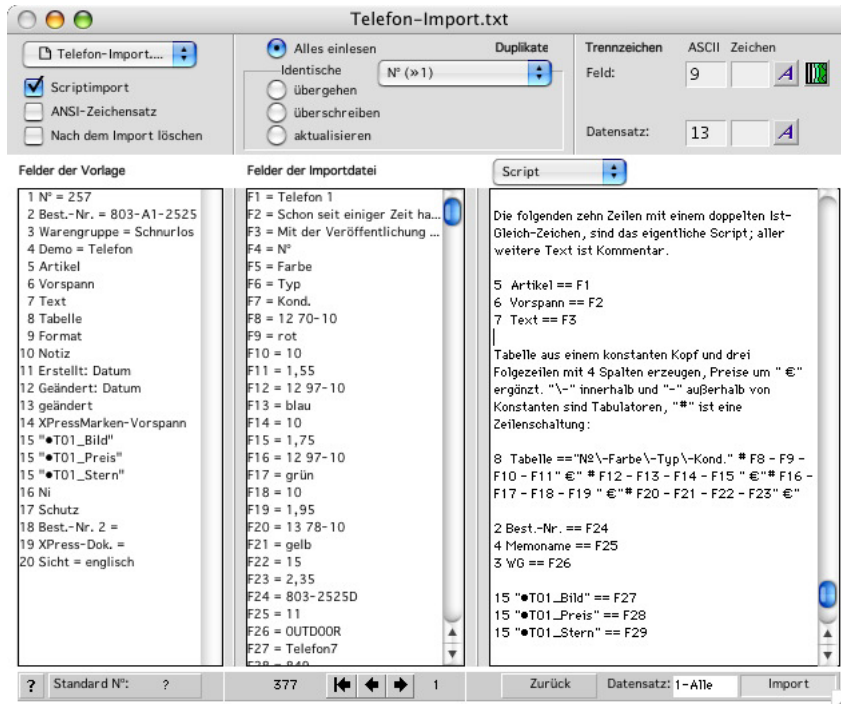 Telefon-Import.txt
Telefon-Import....
Alles einlesen
Duplikate
Trennzeichen
ASCII
Zeichen
Scriptimport
Identische
N° (»1)
Feld:
9
A
ANSI-Zeichensatz
übergehen
überschreiben
Nach dem Import löschen
aktualisieren
Datensatz:
13
A
Felder der Vorlage
1 N° = 257
2 Best.-Nr. = 803-A1-2525
3 Warengruppe = Schnurlos
4 Demo = Telefon
5 Artikel
6 Vorspann
7 Text
8 Tabelle
9 Format
10 Notiz
11 Erstellt: Datum
12 Geändert: Datum
13 geändert
14 XPressMarken-Vorspann
15 "●T01_Bild"
15 "●T01_Preis"
15 "●T01_Stern"
16 Ni
17 Schutz
18 Best.-Nr. 2 =
19 XPress-Dok. =
20 Sicht = englisch
Felder der Importdatei
F1 = Telefon 1
F2 = Schon seit einiger Zeit ha...
F3 = Mit der Veröffentlichung ...
F4 = N°
F5 = Farbe
F6 = Typ
F7 = Kond.
F8 = 12 70-10
F9 = rot
F10 = 10
F11 = 1,55
F12 = 12 97-10
F13 = blau
F14 = 10
F15 = 1,75
F16 = 12 97-10
F17 = grün
F18 = 10
F19 = 1,95
F20 = 13 78-10
F21 = gelb
F22 = 15
F23 = 2,35
F24 = 803-2525D
F25 = 11
F26 = OUTDOOR
F27 = Telefon7
Script
Die folgenden zehn Zeilen mit einem doppelten Ist-
Gleich-Zeichen, sind das eigentliche Script; aller
weitere Text ist Kommentar.
5 Artikel == F1
6 Vorspann == F2
7 Text == F3
Tabelle aus einem konstanten Kopf und drei
Folgezeilen mit 4 Spalten erzeugen, Preise um " €"
ergänzt. "\-" innerhalb und "-" außerhalb von
Konstanten sind Tabulatoren, "#" ist eine
Zeilenschaltung:
8 Tabelle =="Nº\-Farbe\-Typ\-Kond." # F8 - F9 -
F10 - F11" €" # F12 - F13 - F14 - F15 " €"# F16 -
F17 - F18 - F19 " €"# F20 - F21 - F22 - F23" €"
2 Best.-Nr. == F24
4 Memoname == F25
3 WG == F26
15 "●T01_Bild" == F27
15 "●T01_Preis" == F28
15 "●T01_Stern" == F29
?
Standard N°:
?
377
1
Zurück
Datensatz:
1-Alle
Import